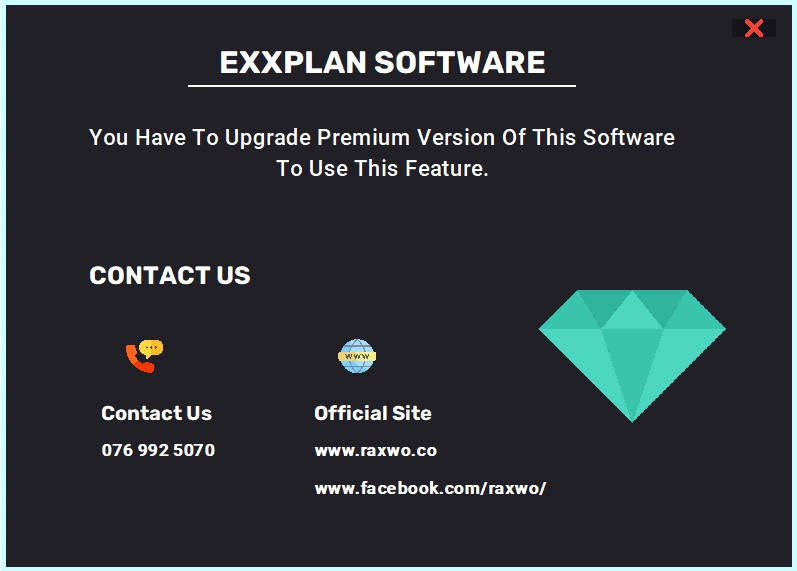 EXXPLAN SOFTWARE
You Have To Upgrade Premium Version Of This Software
To Use This Feature.
CONTACT US
www
Contact Us
Official Site
076 992 5070
www.raxwo.co
www.facebook.com/raxwo/